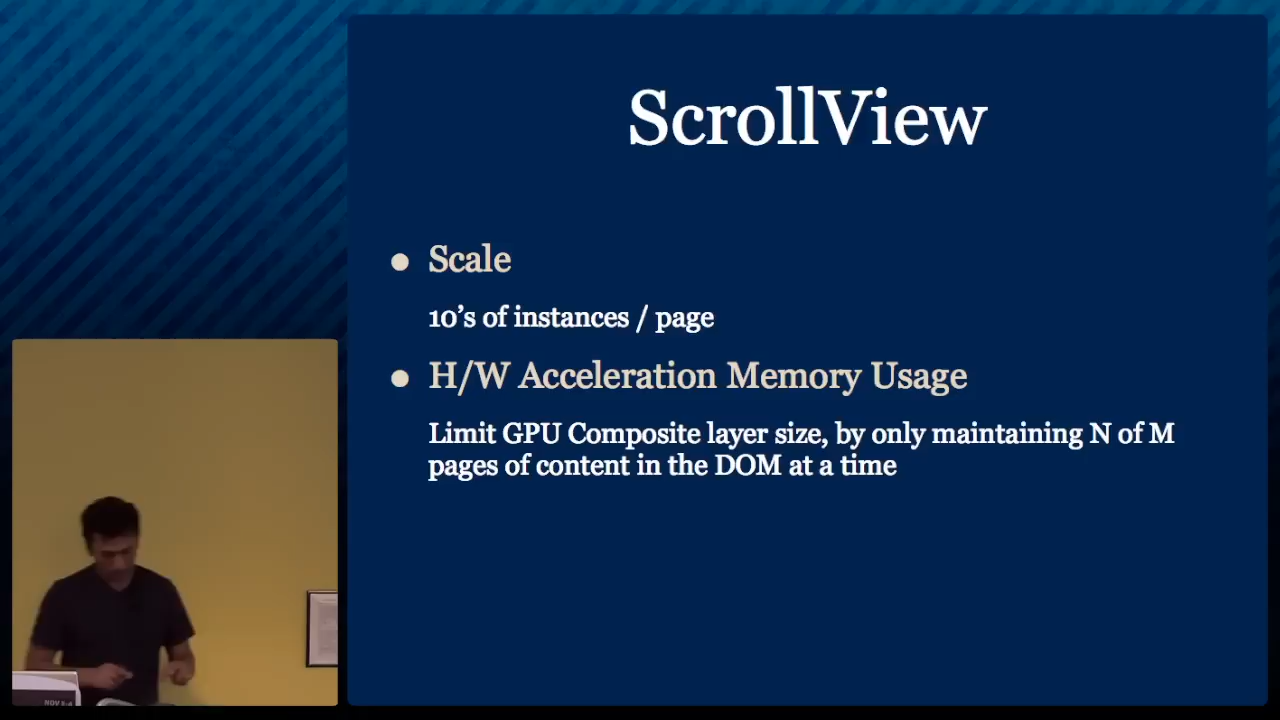 ScrollView
● Scale
10’s of instances / page
● H/W Acceleration Memory Usage
Limit GPU Composite layer size, by only maintaining N of M
pages of content in the DOM at a time